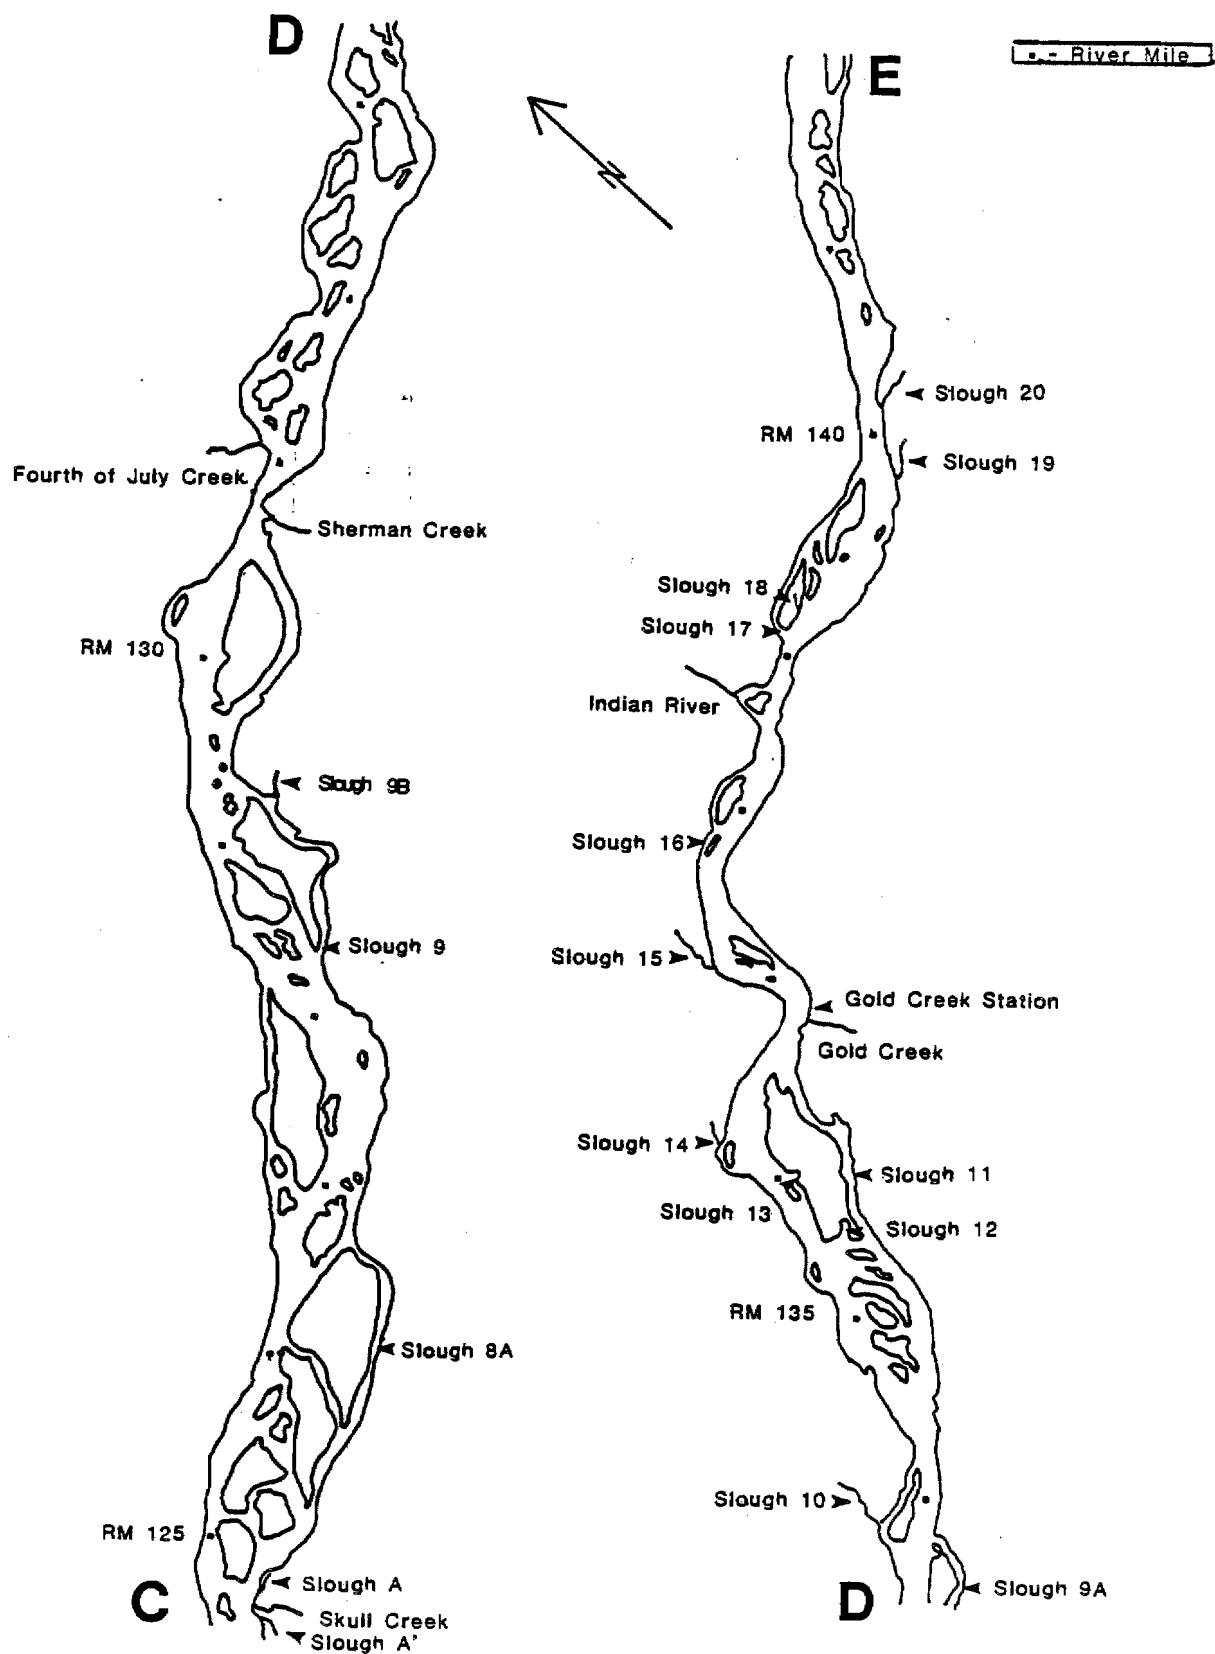 D
E
River Mile
Slough 20
RM 140
Slough 19
Fourth of July Creek
Sherman Creek
Slough 18
Slough 17
RM 130
Indian River
Slough 9B
Slough 16
Slough 9
Slough 15
Gold Creek Station
Gold Creek
Slough 14
Slough 11
Slough 13
Slough 12
RM 135
Slough 8A
Slough 10
RM 125
Slough A
C
D
Slough 9A
Skull Creek
Slough A'